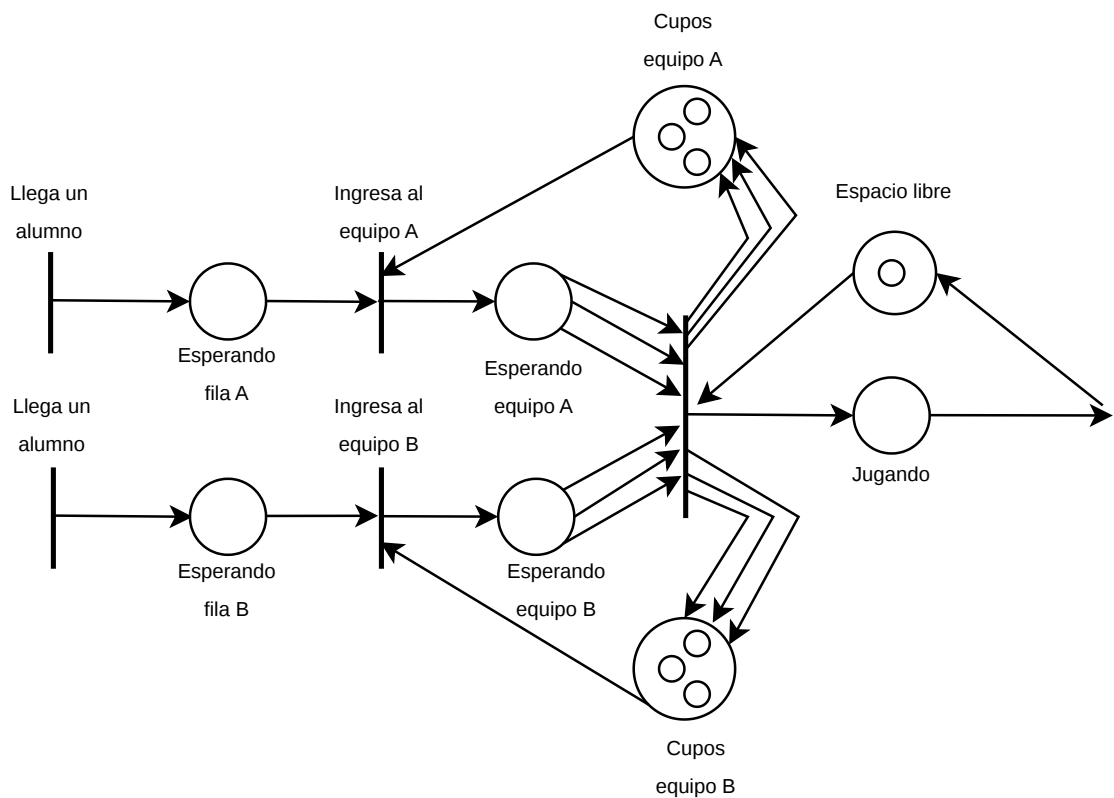 Cupos
equipo A
Llega un
alumno
Ingresa al
equipo A
Espacio libre
Esperando
fila A
Esperando
equipo A
Llega un
alumno
Ingresa al
equipo B
Jugando
Esperando
fila B
Esperando
equipo B
Cupos
equipo B